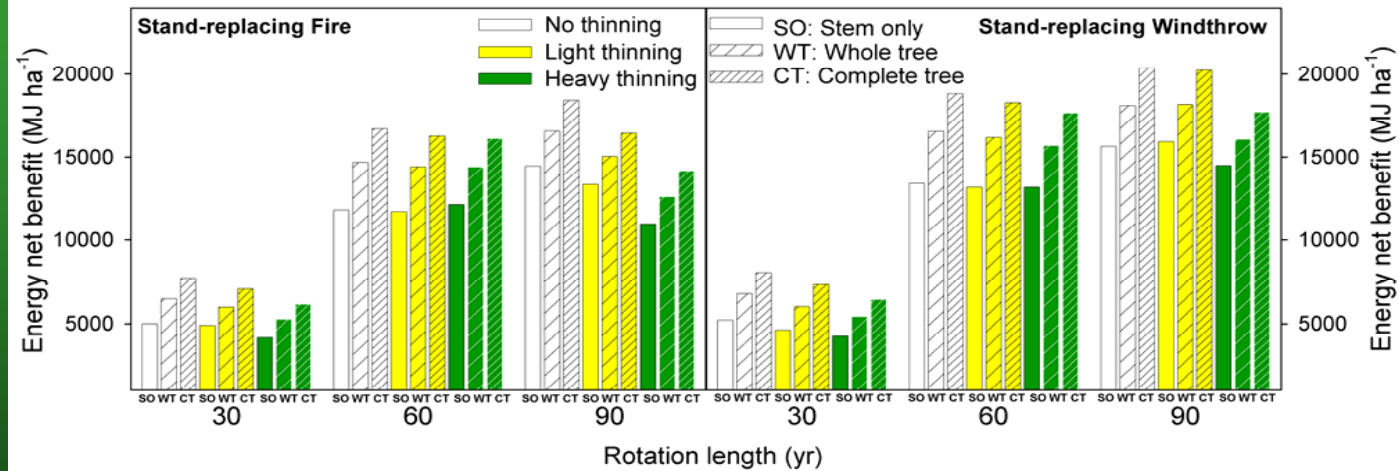 Stand-replacing Fire
No thinning
Light thinning
Heavy thinning
SO: Stem only
WT: Whole tree
CT: Complete tree
Stand-replacing Windthrow
Energy net benefit (MJ ha⁻¹)
20000
15000
10000
5000
20000
15000
10000
5000
Energy net benefit (MJ ha⁻¹)
SO WT CT SO WT CT SO WT CT SO WT CT SO WT CT SO WT CT SO WT CT SO WT CT SO WT CT SO WT CT SO WT CT SO WT CT SO WT CT SO WT CT SO WT CT SO WT CT SO WT CT SO WT CT
30 60 90 30 60 90
Rotation length (yr)